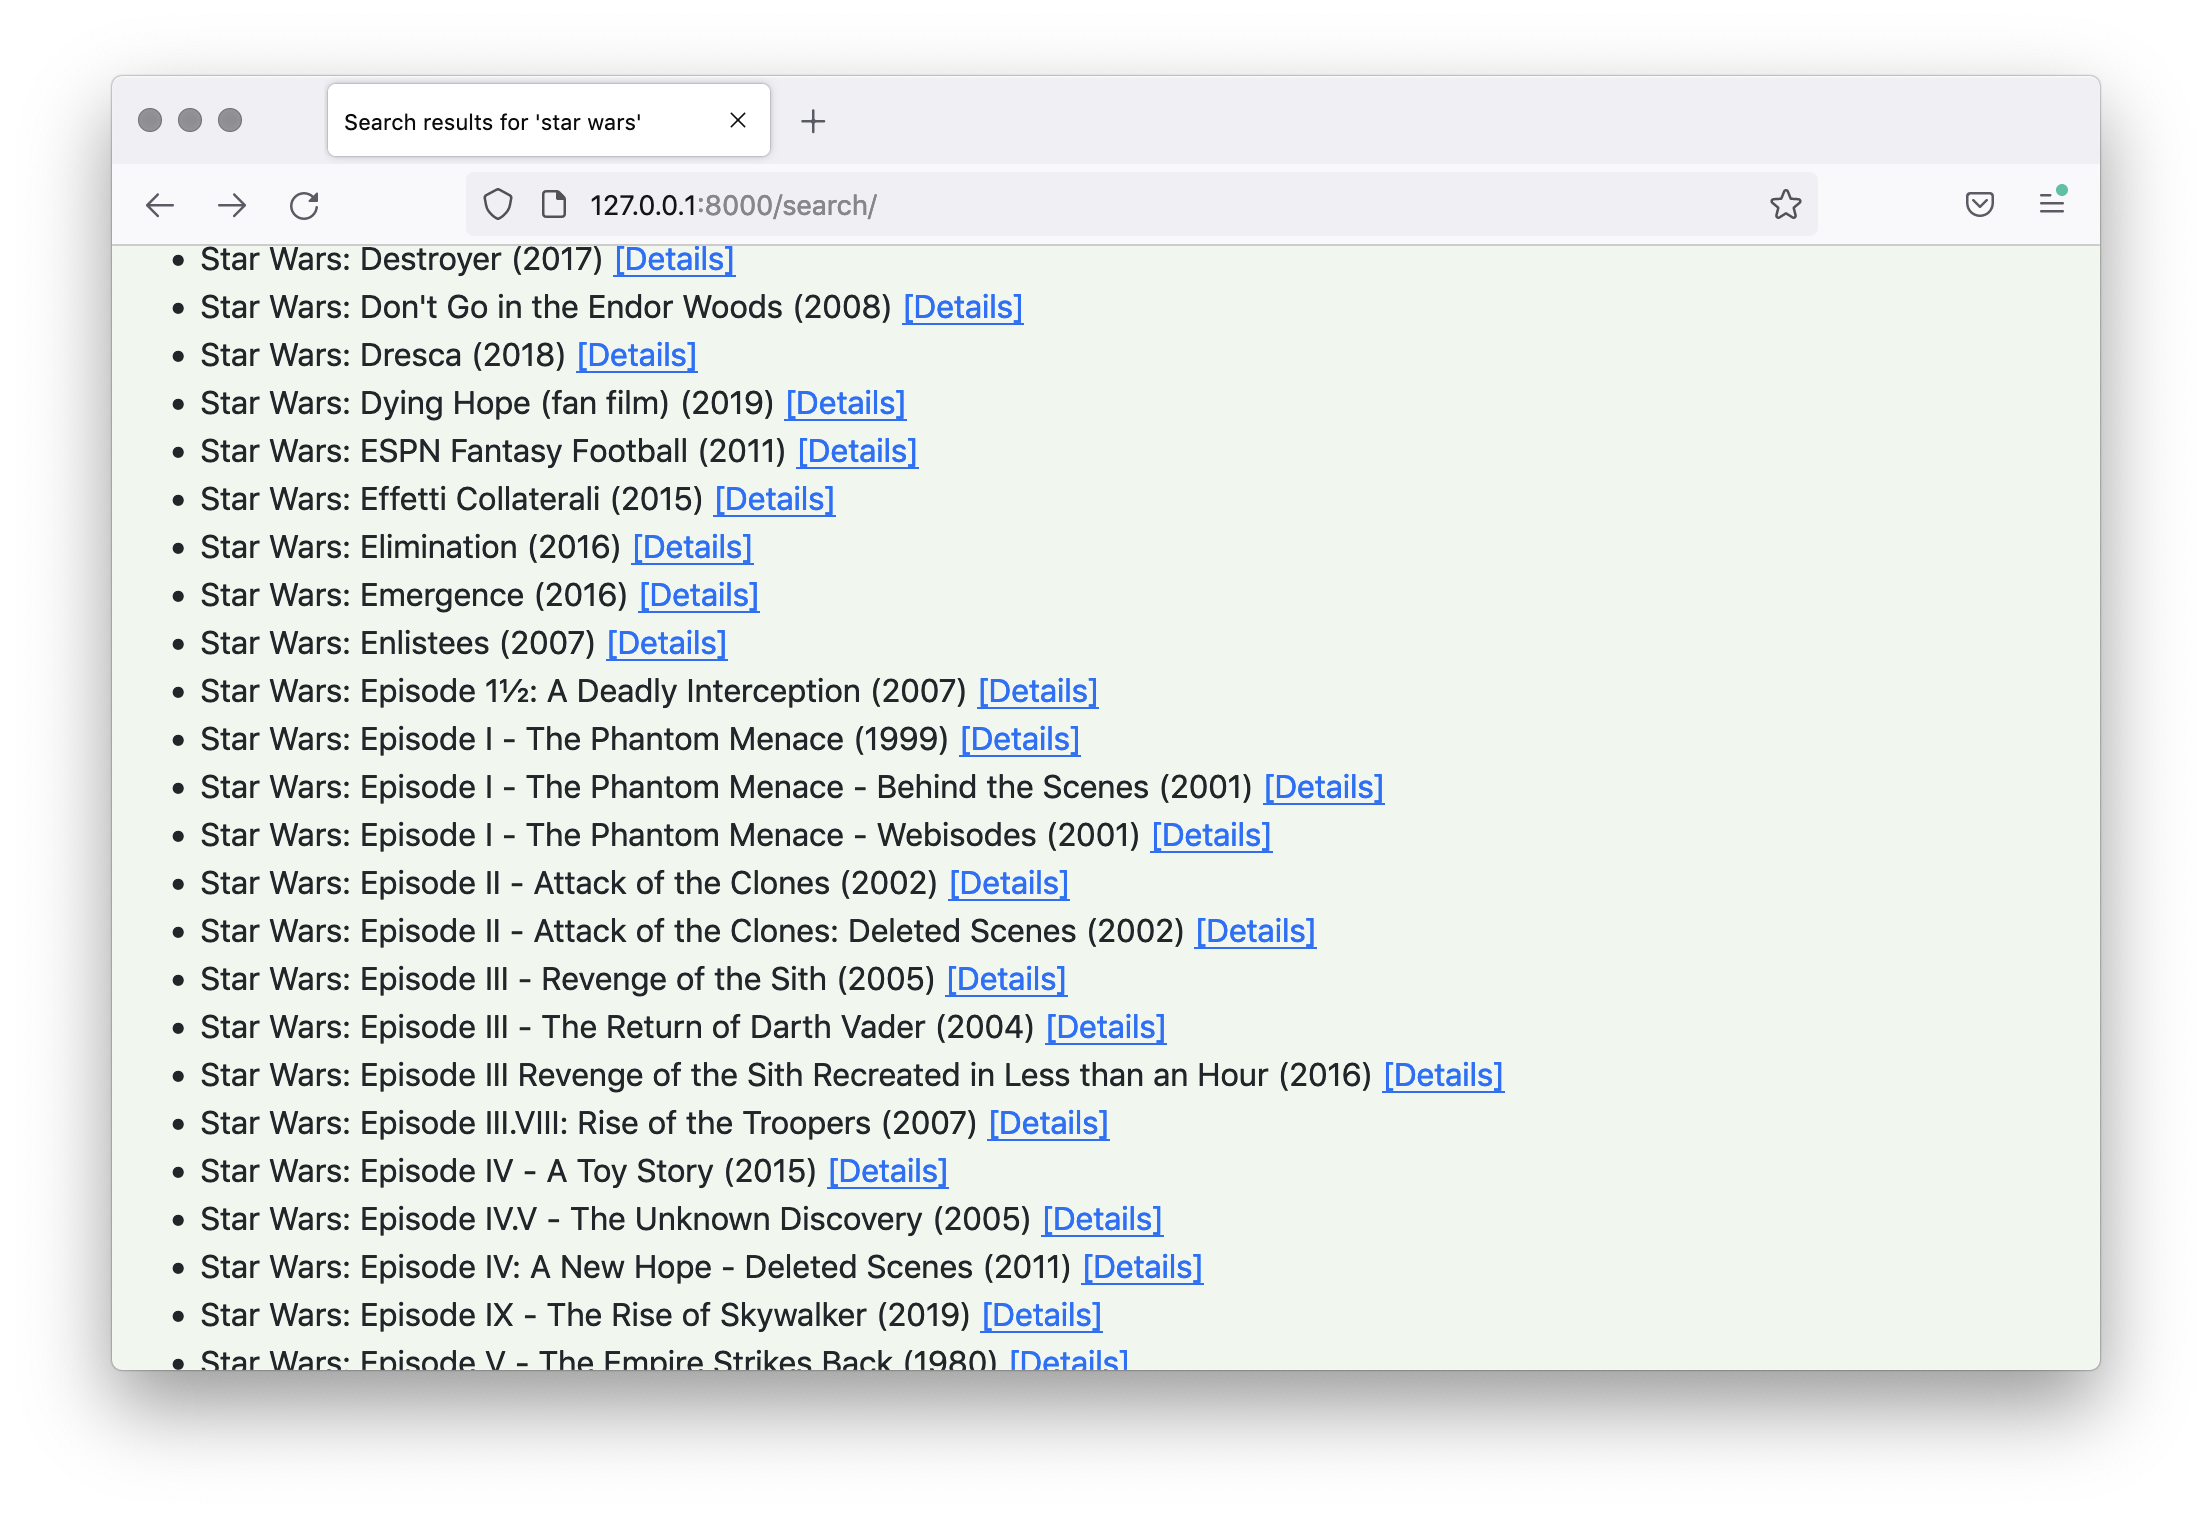 Search results for 'star wars'
127.0.0.1:8000/search/
• Star Wars: Destroyer (2017) [Details]
• Star Wars: Don't Go in the Endor Woods (2008) [Details]
• Star Wars: Dresca (2018) [Details]
• Star Wars: Dying Hope (fan film) (2019) [Details]
• Star Wars: ESPN Fantasy Football (2011) [Details]
• Star Wars: Effetti Collaterali (2015) [Details]
• Star Wars: Elimination (2016) [Details]
• Star Wars: Emergence (2016) [Details]
• Star Wars: Enlistees (2007) [Details]
• Star Wars: Episode 1½: A Deadly Interception (2007) [Details]
• Star Wars: Episode I - The Phantom Menace (1999) [Details]
• Star Wars: Episode I - The Phantom Menace - Behind the Scenes (2001) [Details]
• Star Wars: Episode I - The Phantom Menace - Webisodes (2001) [Details]
• Star Wars: Episode II - Attack of the Clones (2002) [Details]
• Star Wars: Episode II - Attack of the Clones: Deleted Scenes (2002) [Details]
• Star Wars: Episode III - Revenge of the Sith (2005) [Details]
• Star Wars: Episode III - The Return of Darth Vader (2004) [Details]
• Star Wars: Episode III Revenge of the Sith Recreated in Less than an Hour (2016) [Details]
• Star Wars: Episode III.VIII: Rise of the Troopers (2007) [Details]
• Star Wars: Episode IV - A Toy Story (2015) [Details]
• Star Wars: Episode IV.V - The Unknown Discovery (2005) [Details]
• Star Wars: Episode IV: A New Hope - Deleted Scenes (2011) [Details]
• Star Wars: Episode IX - The Rise of Skywalker (2019) [Details]
• Star Wars: Episode V - The Empire Strikes Back (1980) [Details]